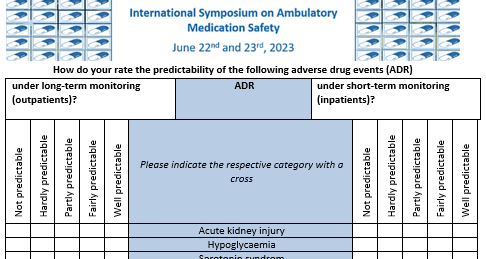 International Symposium on Ambulatory
Medication Safety
June 22nd and 23rd, 2023
How do your rate the predictability of the following adverse drug events (ADR)
under long-term monitoring
(outpatients)?
ADR
under short-term monitoring
(inpatients)?
Not predictable
Hardly predictable
Partly predictable
Fairly predictable
Well predictable
Please indicate the respective category with a
cross
Not predictable
Hardly predictable
Partly predictable
Fairly predictable
Well predictable
Acute kidney injury
Hypoglycaemia
Serotonin syndrom